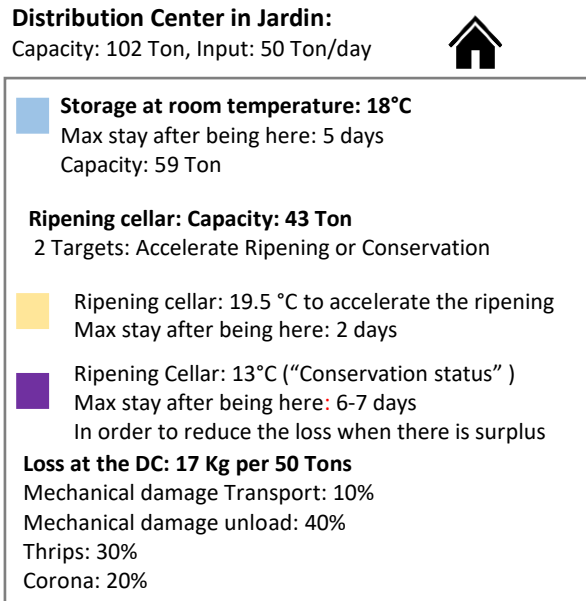 Distribution Center in Jardin:
Capacity: 102 Ton, Input: 50 Ton/day
Storage at room temperature: 18°C
Max stay after being here: 5 days
Capacity: 59 Ton
Ripening cellar: Capacity: 43 Ton
2 Targets: Accelerate Ripening or Conservation
Ripening cellar: 19.5 °C to accelerate the ripening
Max stay after being here: 2 days
Ripening Cellar: 13°C (“Conservation status” )
Max stay after being here: 6-7 days
In order to reduce the loss when there is surplus
Loss at the DC: 17 Kg per 50 Tons
Mechanical damage Transport: 10%
Mechanical damage unload: 40%
Thrips: 30%
Corona: 20%